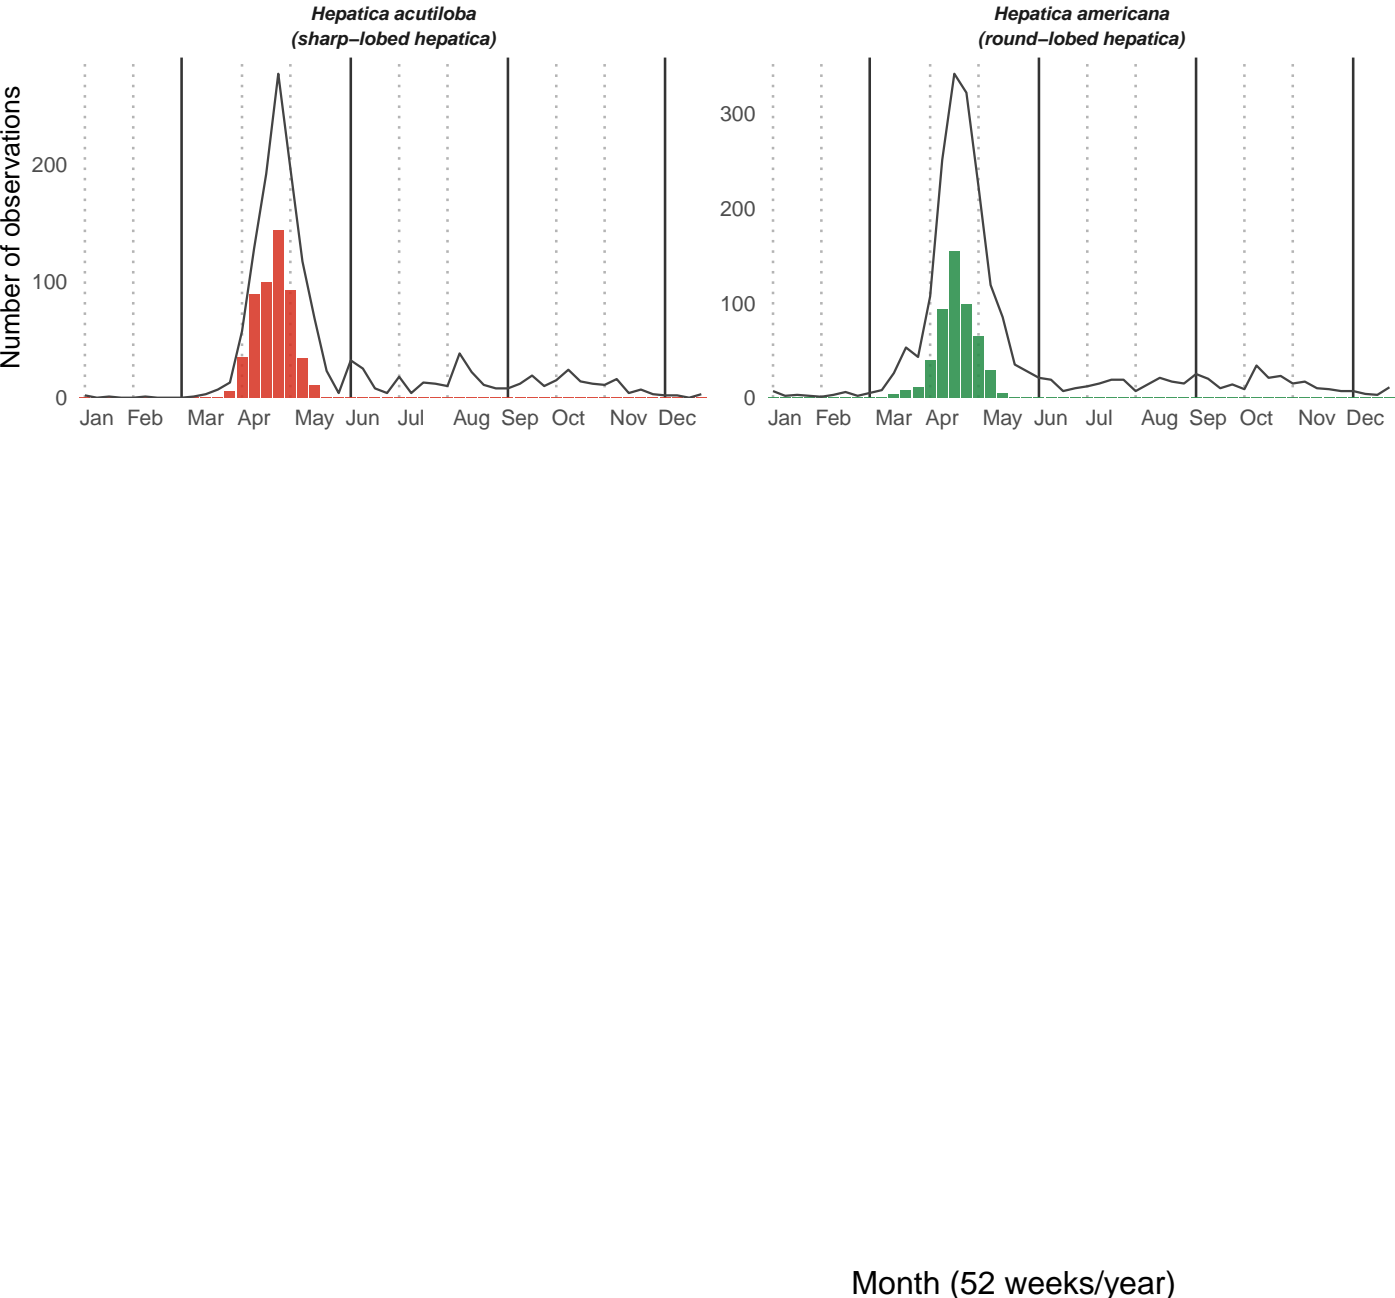 Hepatica acutiloba
(sharp−lobed hepatica)
Hepatica americana
(round−lobed hepatica)
Number of observations
200
100
0
Jan Feb Mar Apr May Jun Jul Aug Sep Oct Nov Dec
300
200
100
0
Jan Feb Mar Apr May Jun Jul Aug Sep Oct Nov Dec
Month (52 weeks/year)